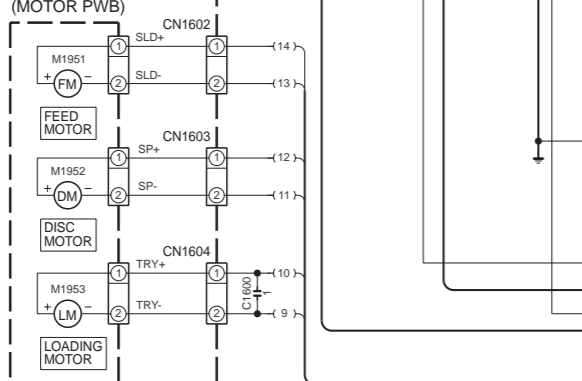 (MOTOR PWB)
CN1602
1 SLD+ 1 14
M1951
+ FM −
2 SLD- 2 13
FEED
MOTOR
CN1603
1 SP+ 1 12
M1952
+ DM −
2 SP- 2 11
DISC
MOTOR
CN1604
1 TRY+ 1 10
M1953
C1600
1
+ LM −
2 TRY- 2 9
LOADING
MOTOR